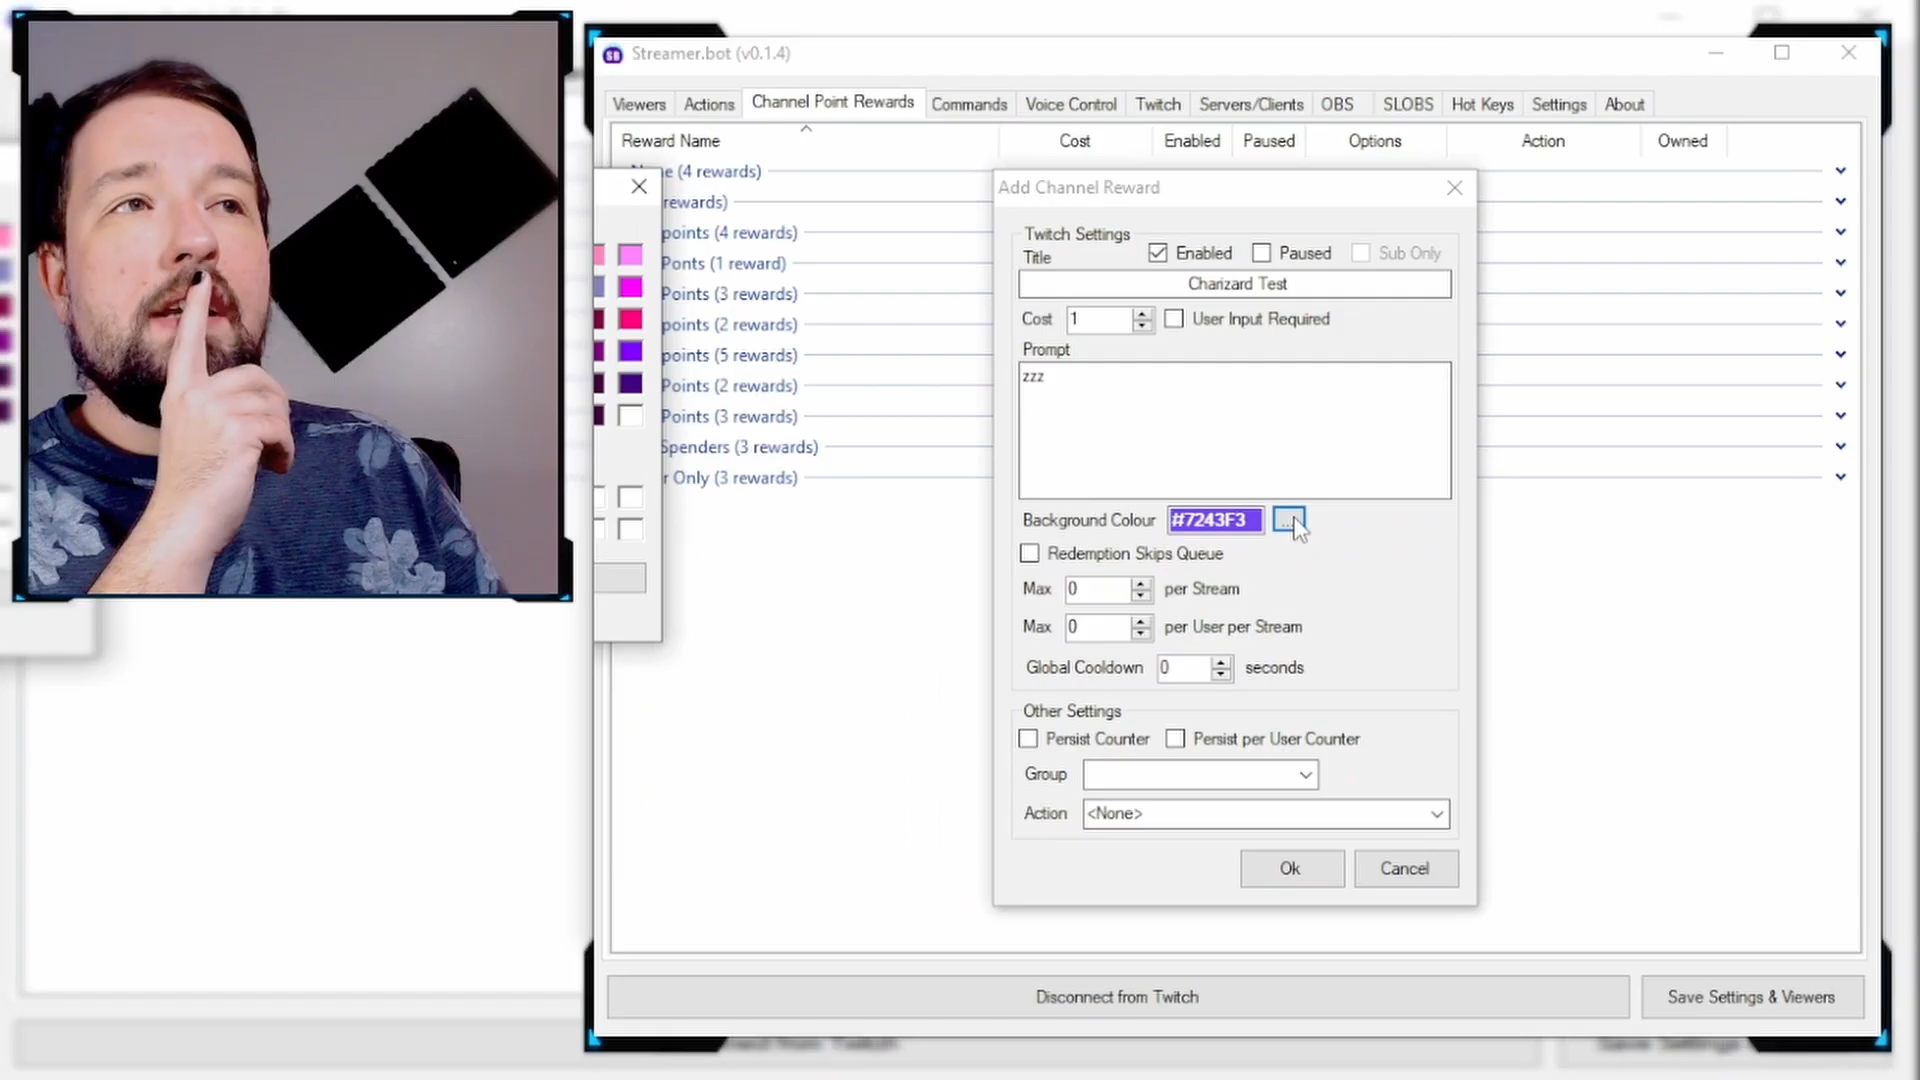 Streamer.bot (v0.1.4)
Viewers Actions Channel Point Rewards Commands Voice Control Twitch Servers/Clients OBS SLOBS Hot Keys Settings About
Reward Name Cost Enabled Paused Options Action Owned
(4 rewards)
rewards)
points (4 rewards)
Ponts (1 reward)
Points (3 rewards)
points (2 rewards)
points (5 rewards)
Points (2 rewards)
Points (3 rewards)
Spenders (3 rewards)
r Only (3 rewards)
Add Channel Reward
Twitch Settings
Title Enabled Paused Sub Only
Charizard Test
Cost 1 User Input Required
Prompt
zzz
Background Colour #7243F3 ...
Redemption Skips Queue
Max 0 per Stream
Max 0 per User per Stream
Global Cooldown 0 seconds
Other Settings
Persist Counter Persist per User Counter
Group
Action <None>
Ok Cancel
Disconnect from Twitch Save Settings & Viewers